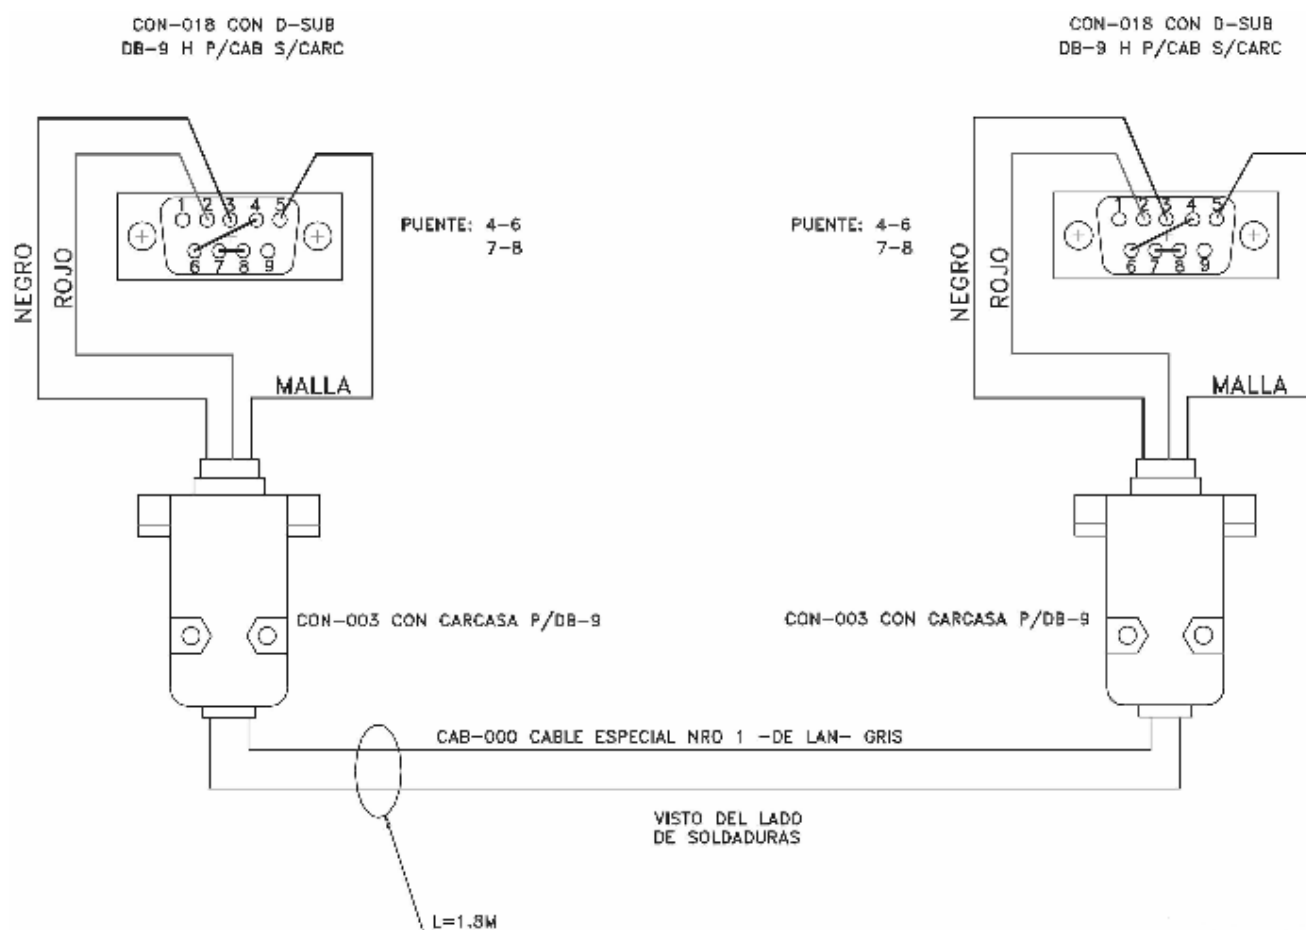 CON-018 CON D-SUB
DB-9 H P/CAB S/CARC
CON-018 CON D-SUB
DB-9 H P/CAB S/CARC
NEGRO
ROJO
1 2 3 4 5
6 7 8 9
PUENTE: 4-6
7-8
MALLA
PUENTE: 4-6
7-8
NEGRO
ROJO
1 2 3 4 5
6 7 8 9
MALLA
CON-003 CON CARCASA P/DB-9
CON-003 CON CARCASA P/DB-9
CAB-000 CABLE ESPECIAL NRO 1 -DE LAN- GRIS
VISTO DEL LADO
DE SOLDADURAS
L=1.8M